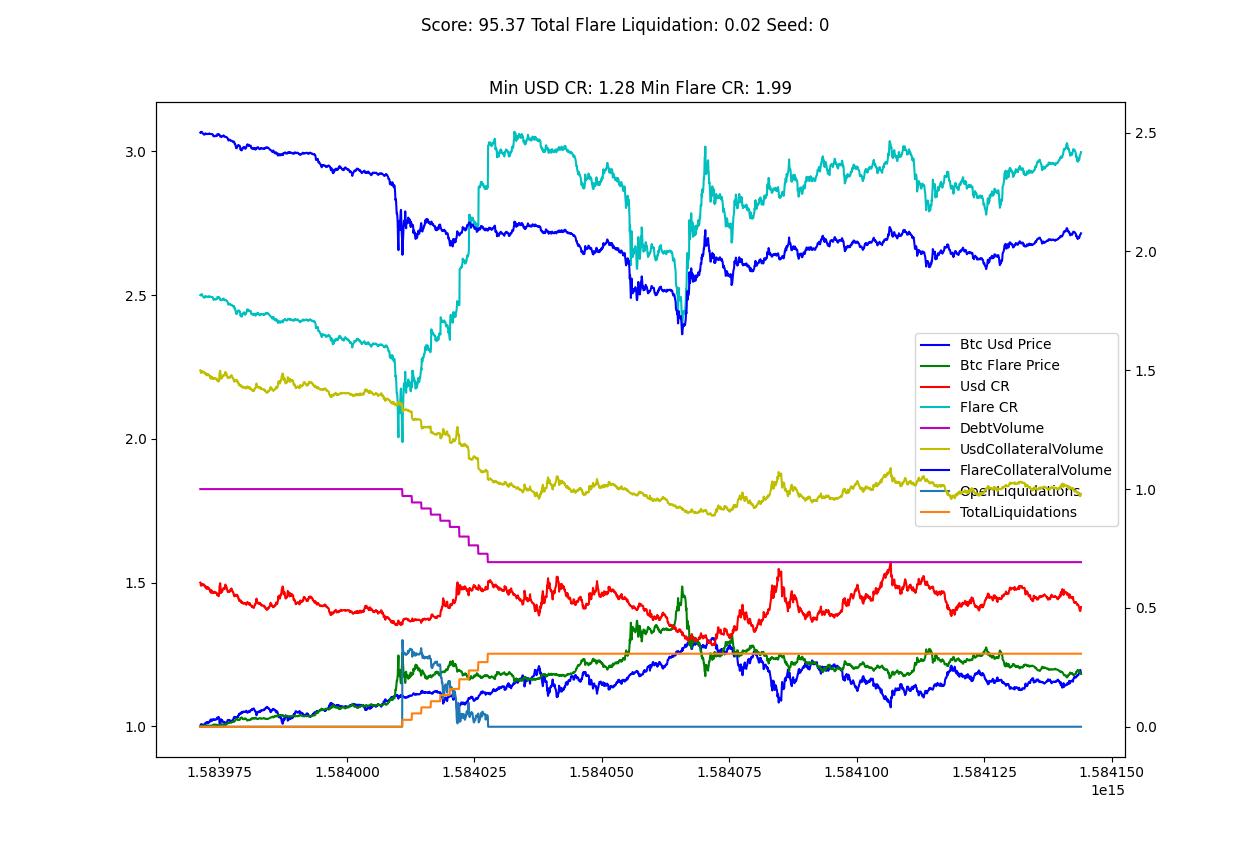 Score: 95.37 Total Flare Liquidation: 0.02 Seed: 0
Min USD CR: 1.28 Min Flare CR: 1.99
3.0
2.5
2.0
1.5
1.0
2.5
2.0
1.5
1.0
0.5
0.0
Btc Usd Price
Btc Flare Price
Usd CR
Flare CR
DebtVolume
UsdCollateralVolume
FlareCollateralVolume
OpenLiquidations
TotalLiquidations
1.583975 1.584000 1.584025 1.584050 1.584075 1.584100 1.584125 1.584150
1e15